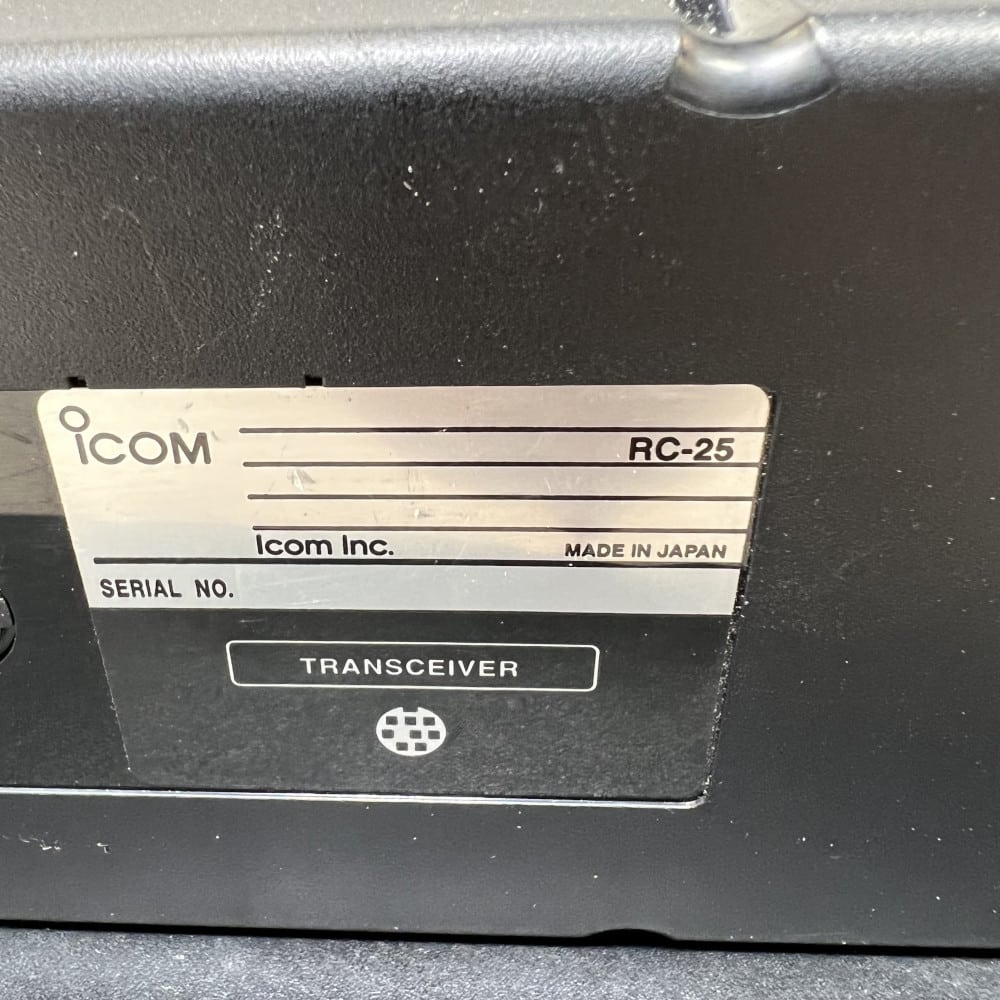 iCOM
RC-25
Icom Inc. MADE IN JAPAN
SERIAL NO.
TRANSCEIVER